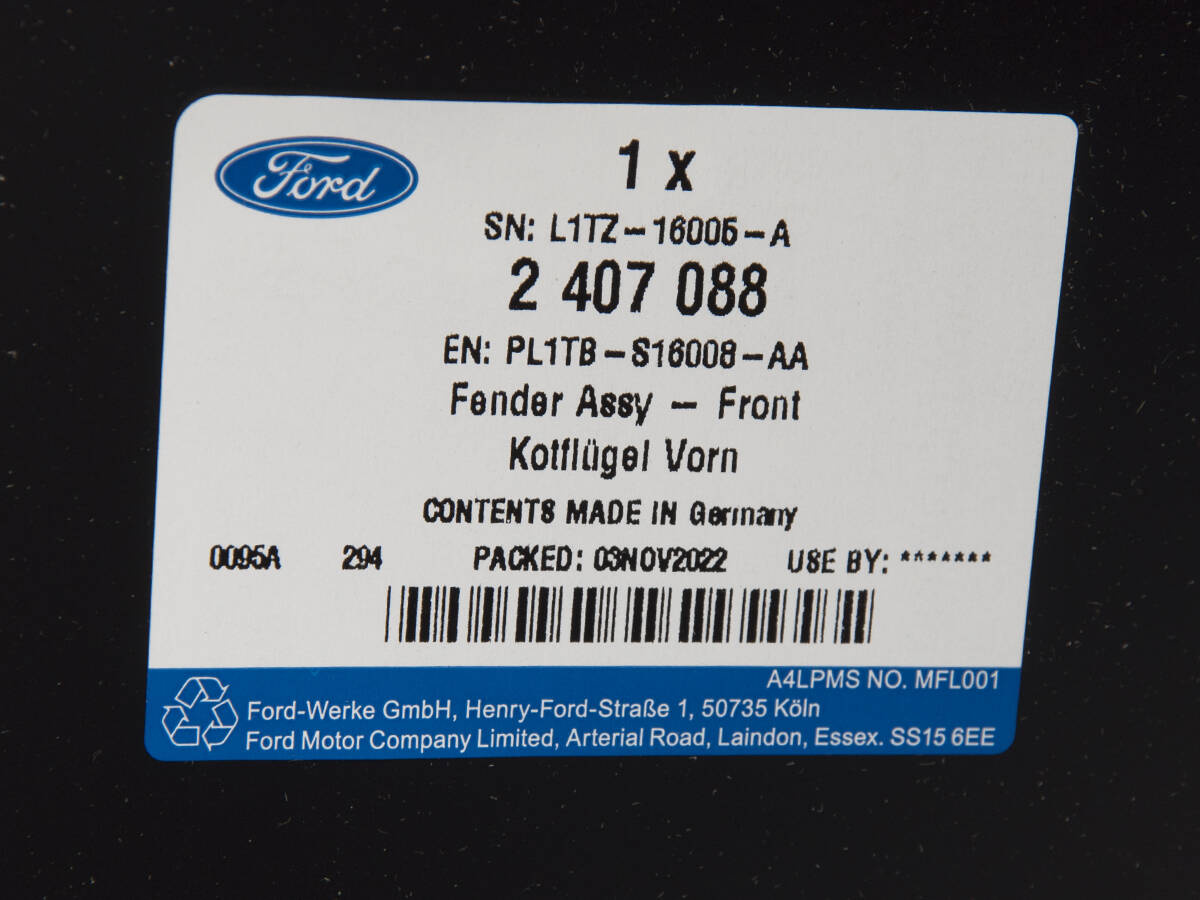 Ford
1 x
SN: L1TZ-16005-A
2 407 088
EN: PL1TB-S16008-AA
Fender Assy - Front
Kotflügel Vorn
CONTENTS MADE IN Germany
0095A 294 PACKED: 03NOV2022 USE BY: *******
A4LPMS NO. MFL001
Ford-Werke GmbH, Henry-Ford-Straße 1, 50735 Köln
Ford Motor Company Limited, Arterial Road, Laindon, Essex. SS15 6EE